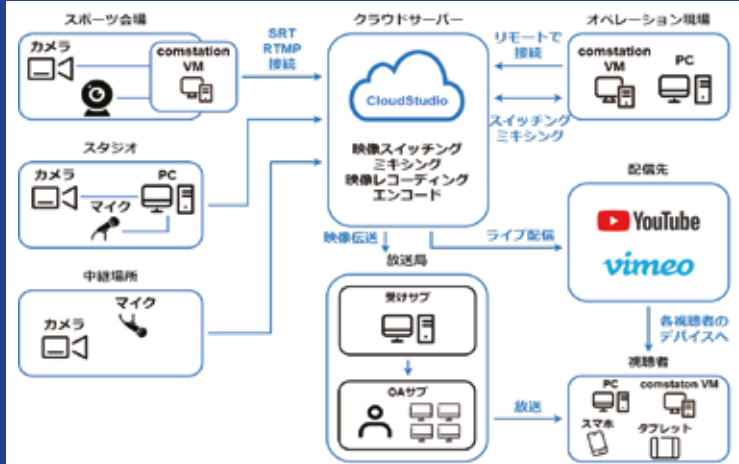 スポーツ会場
カメラ
comstation
VM
SRT
RTMP
接続
クラウドサーバー
CloudStudio
映像スイッチング
ミキシング
映像レコーディング
エンコード
リモートで
接続
スイッチング
ミキシング
オペレーション現場
comstation
VM
PC
スタジオ
カメラ
マイク
PC
中継場所
カメラ
マイク
映像伝送
ライブ配信
配信先
YouTube
vimeo
放送局
受けサブ
OAサブ
放送
各視聴者の
デバイスへ
視聴者
PC
comstaton VM
スマホ
タブレット